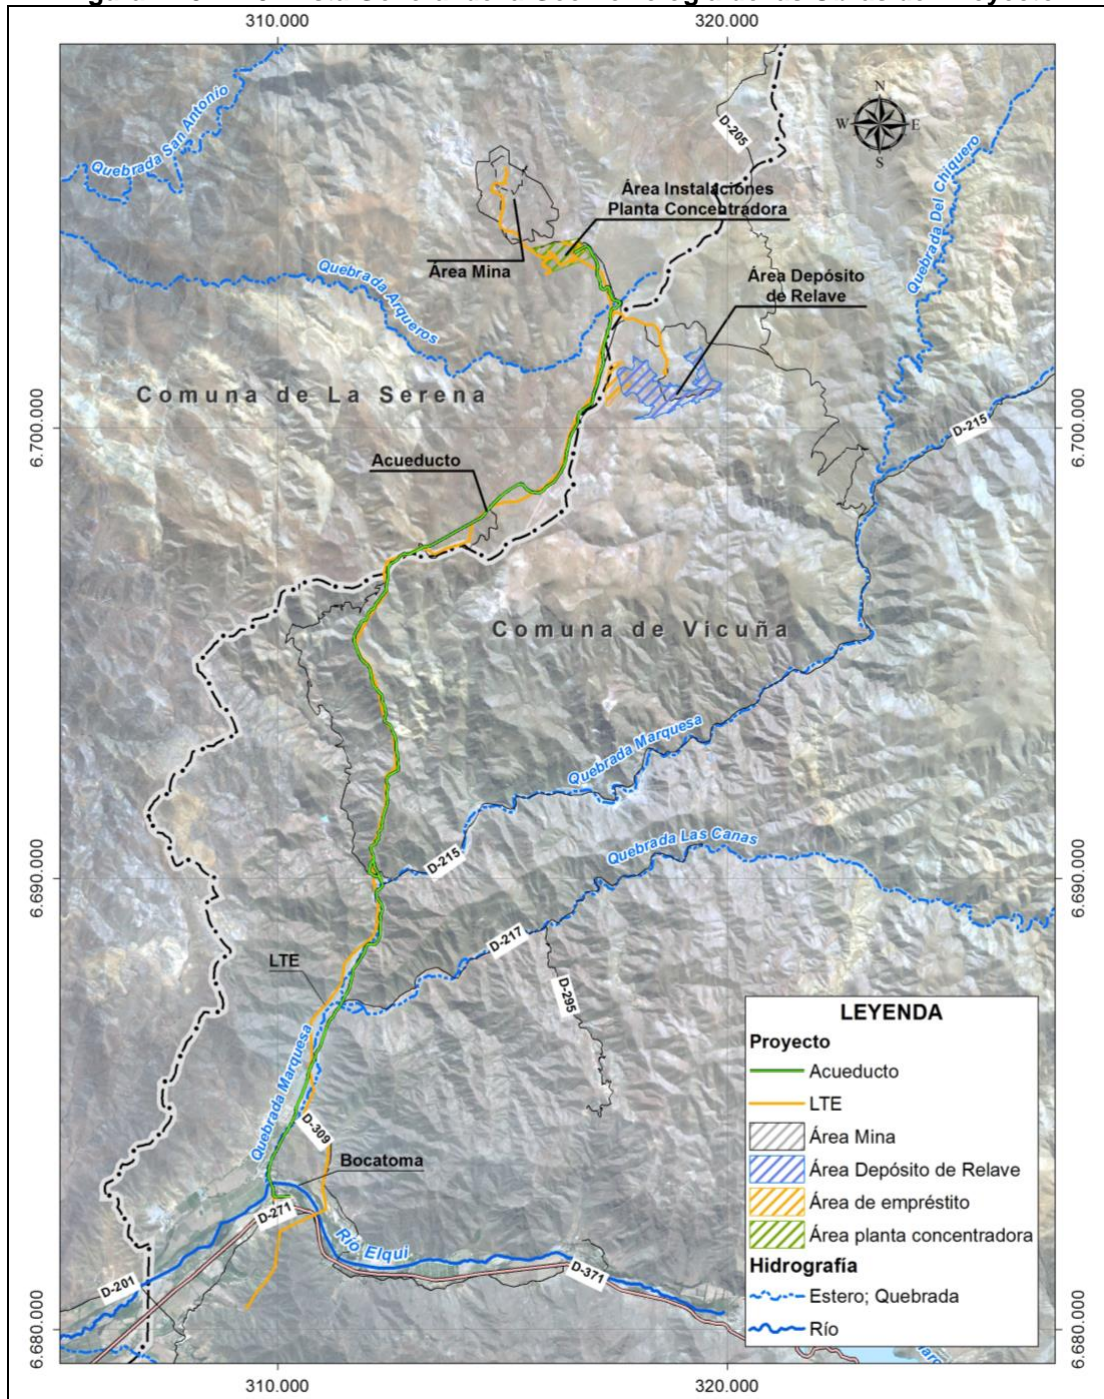 310.000
320.000
Quebrada San Antonio
D-205
N
W
E
S
Quebrada Del Chiquero
Área Instalaciones
Planta Concentradora
Área Mina
Quebrada Arqueros
Área Depósito
de Relave
Comuna de La Serena
6.700.000
6.700.000
D-215
Acueducto
Comuna de Vicuña
Quebrada Marquesa
Quebrada Las Canas
D-215
6.690.000
6.690.000
D-217
LTE
D-295
Quebrada Marquesa
D-309
Bocatoma
D-271
Río Elqui
D-371
D-201
6.680.000
6.680.000
LEYENDA
Proyecto
Acueducto
LTE
Área Mina
Área Depósito de Relave
Área de empréstito
Área planta concentradora
Hidrografía
Estero; Quebrada
Río
310.000
320.000